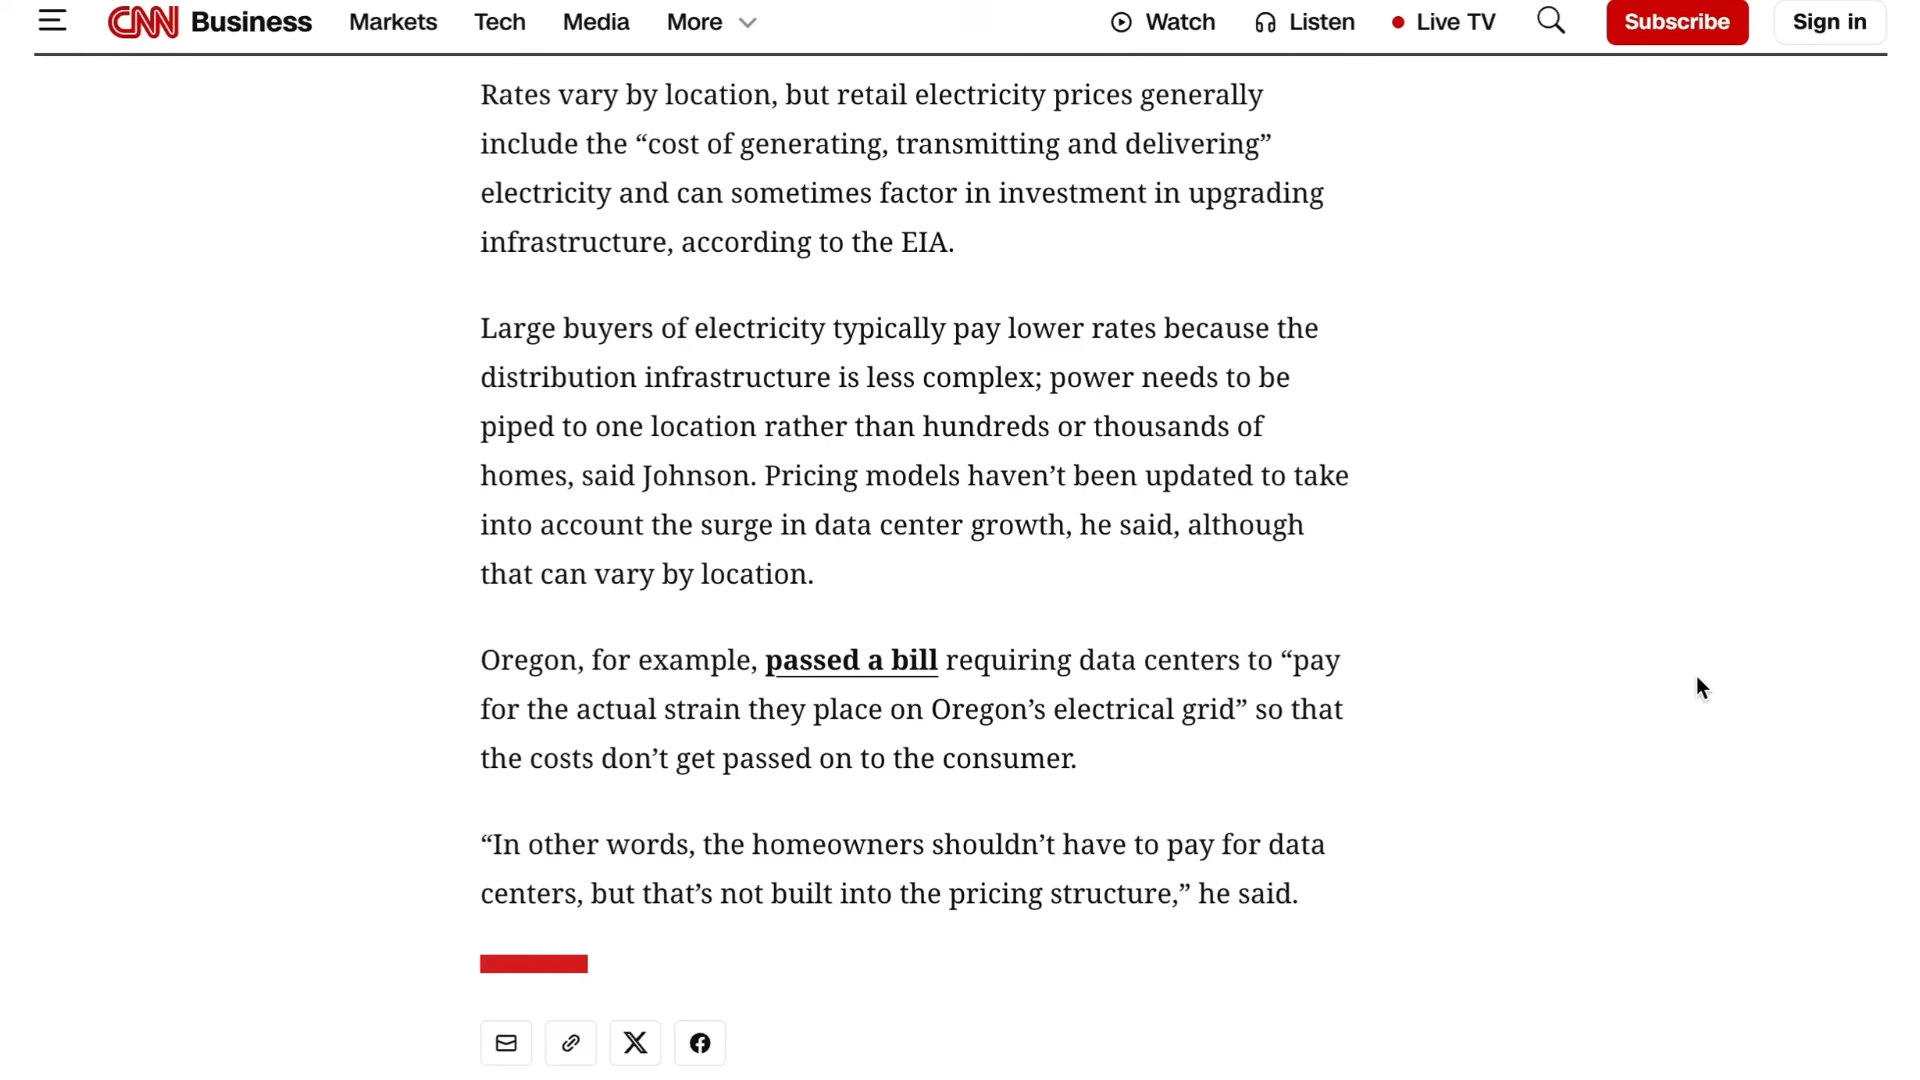 CNN Business Markets Tech Media More Watch Listen Live TV Subscribe Sign in
Rates vary by location, but retail electricity prices generally
include the “cost of generating, transmitting and delivering”
electricity and can sometimes factor in investment in upgrading
infrastructure, according to the EIA.
Large buyers of electricity typically pay lower rates because the
distribution infrastructure is less complex; power needs to be
piped to one location rather than hundreds or thousands of
homes, said Johnson. Pricing models haven’t been updated to take
into account the surge in data center growth, he said, although
that can vary by location.
Oregon, for example, passed a bill requiring data centers to “pay
for the actual strain they place on Oregon’s electrical grid” so that
the costs don’t get passed on to the consumer.
“In other words, the homeowners shouldn’t have to pay for data
centers, but that’s not built into the pricing structure,” he said.